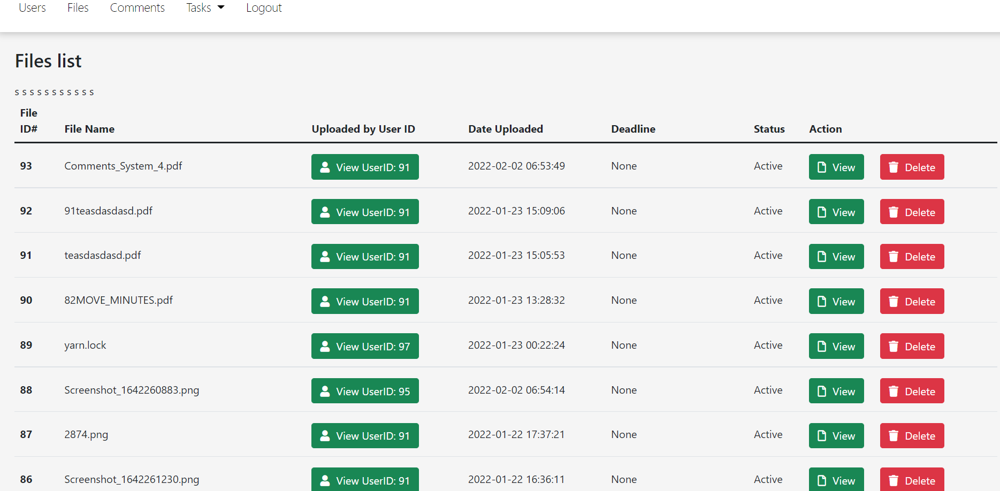 Users Files Comments Tasks Logout
Files list
s s s s s s s s s s s
File
ID# File Name Uploaded by User ID Date Uploaded Deadline Status Action
93 Comments_System_4.pdf View UserID: 91 2022-02-02 06:53:49 None Active View Delete
92 91teasdasdasd.pdf View UserID: 91 2022-01-23 15:09:06 None Active View Delete
91 teasdasdasd.pdf View UserID: 91 2022-01-23 15:05:53 None Active View Delete
90 82MOVE_MINUTES.pdf View UserID: 91 2022-01-23 13:28:32 None Active View Delete
89 yarn.lock View UserID: 97 2022-01-23 00:22:24 None Active View Delete
88 Screenshot_1642260883.png View UserID: 95 2022-02-02 06:54:14 None Active View Delete
87 2874.png View UserID: 91 2022-01-22 17:37:21 None Active View Delete
86 Screenshot_1642261230.png View UserID: 91 2022-01-22 16:36:11 None Active View Delete